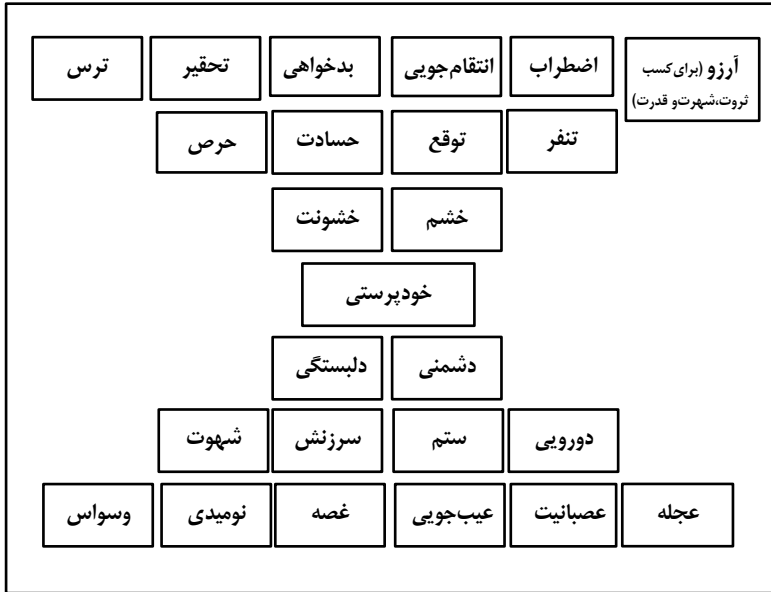 آرزو (برای کسب
ثروت،شهرت‌و قدرت)
اضطراب
انتقام‌جویی
بدخواهی
تحقیر
ترس
تنفر
توقع
حسادت
حرص
خشم
خشونت
خودپرستی
دشمنی
دلبستگی
دورویی
ستم
سرزنش
شهوت
عجله
عصبانیت
عیب‌جویی
غصه
نومیدی
وسواس